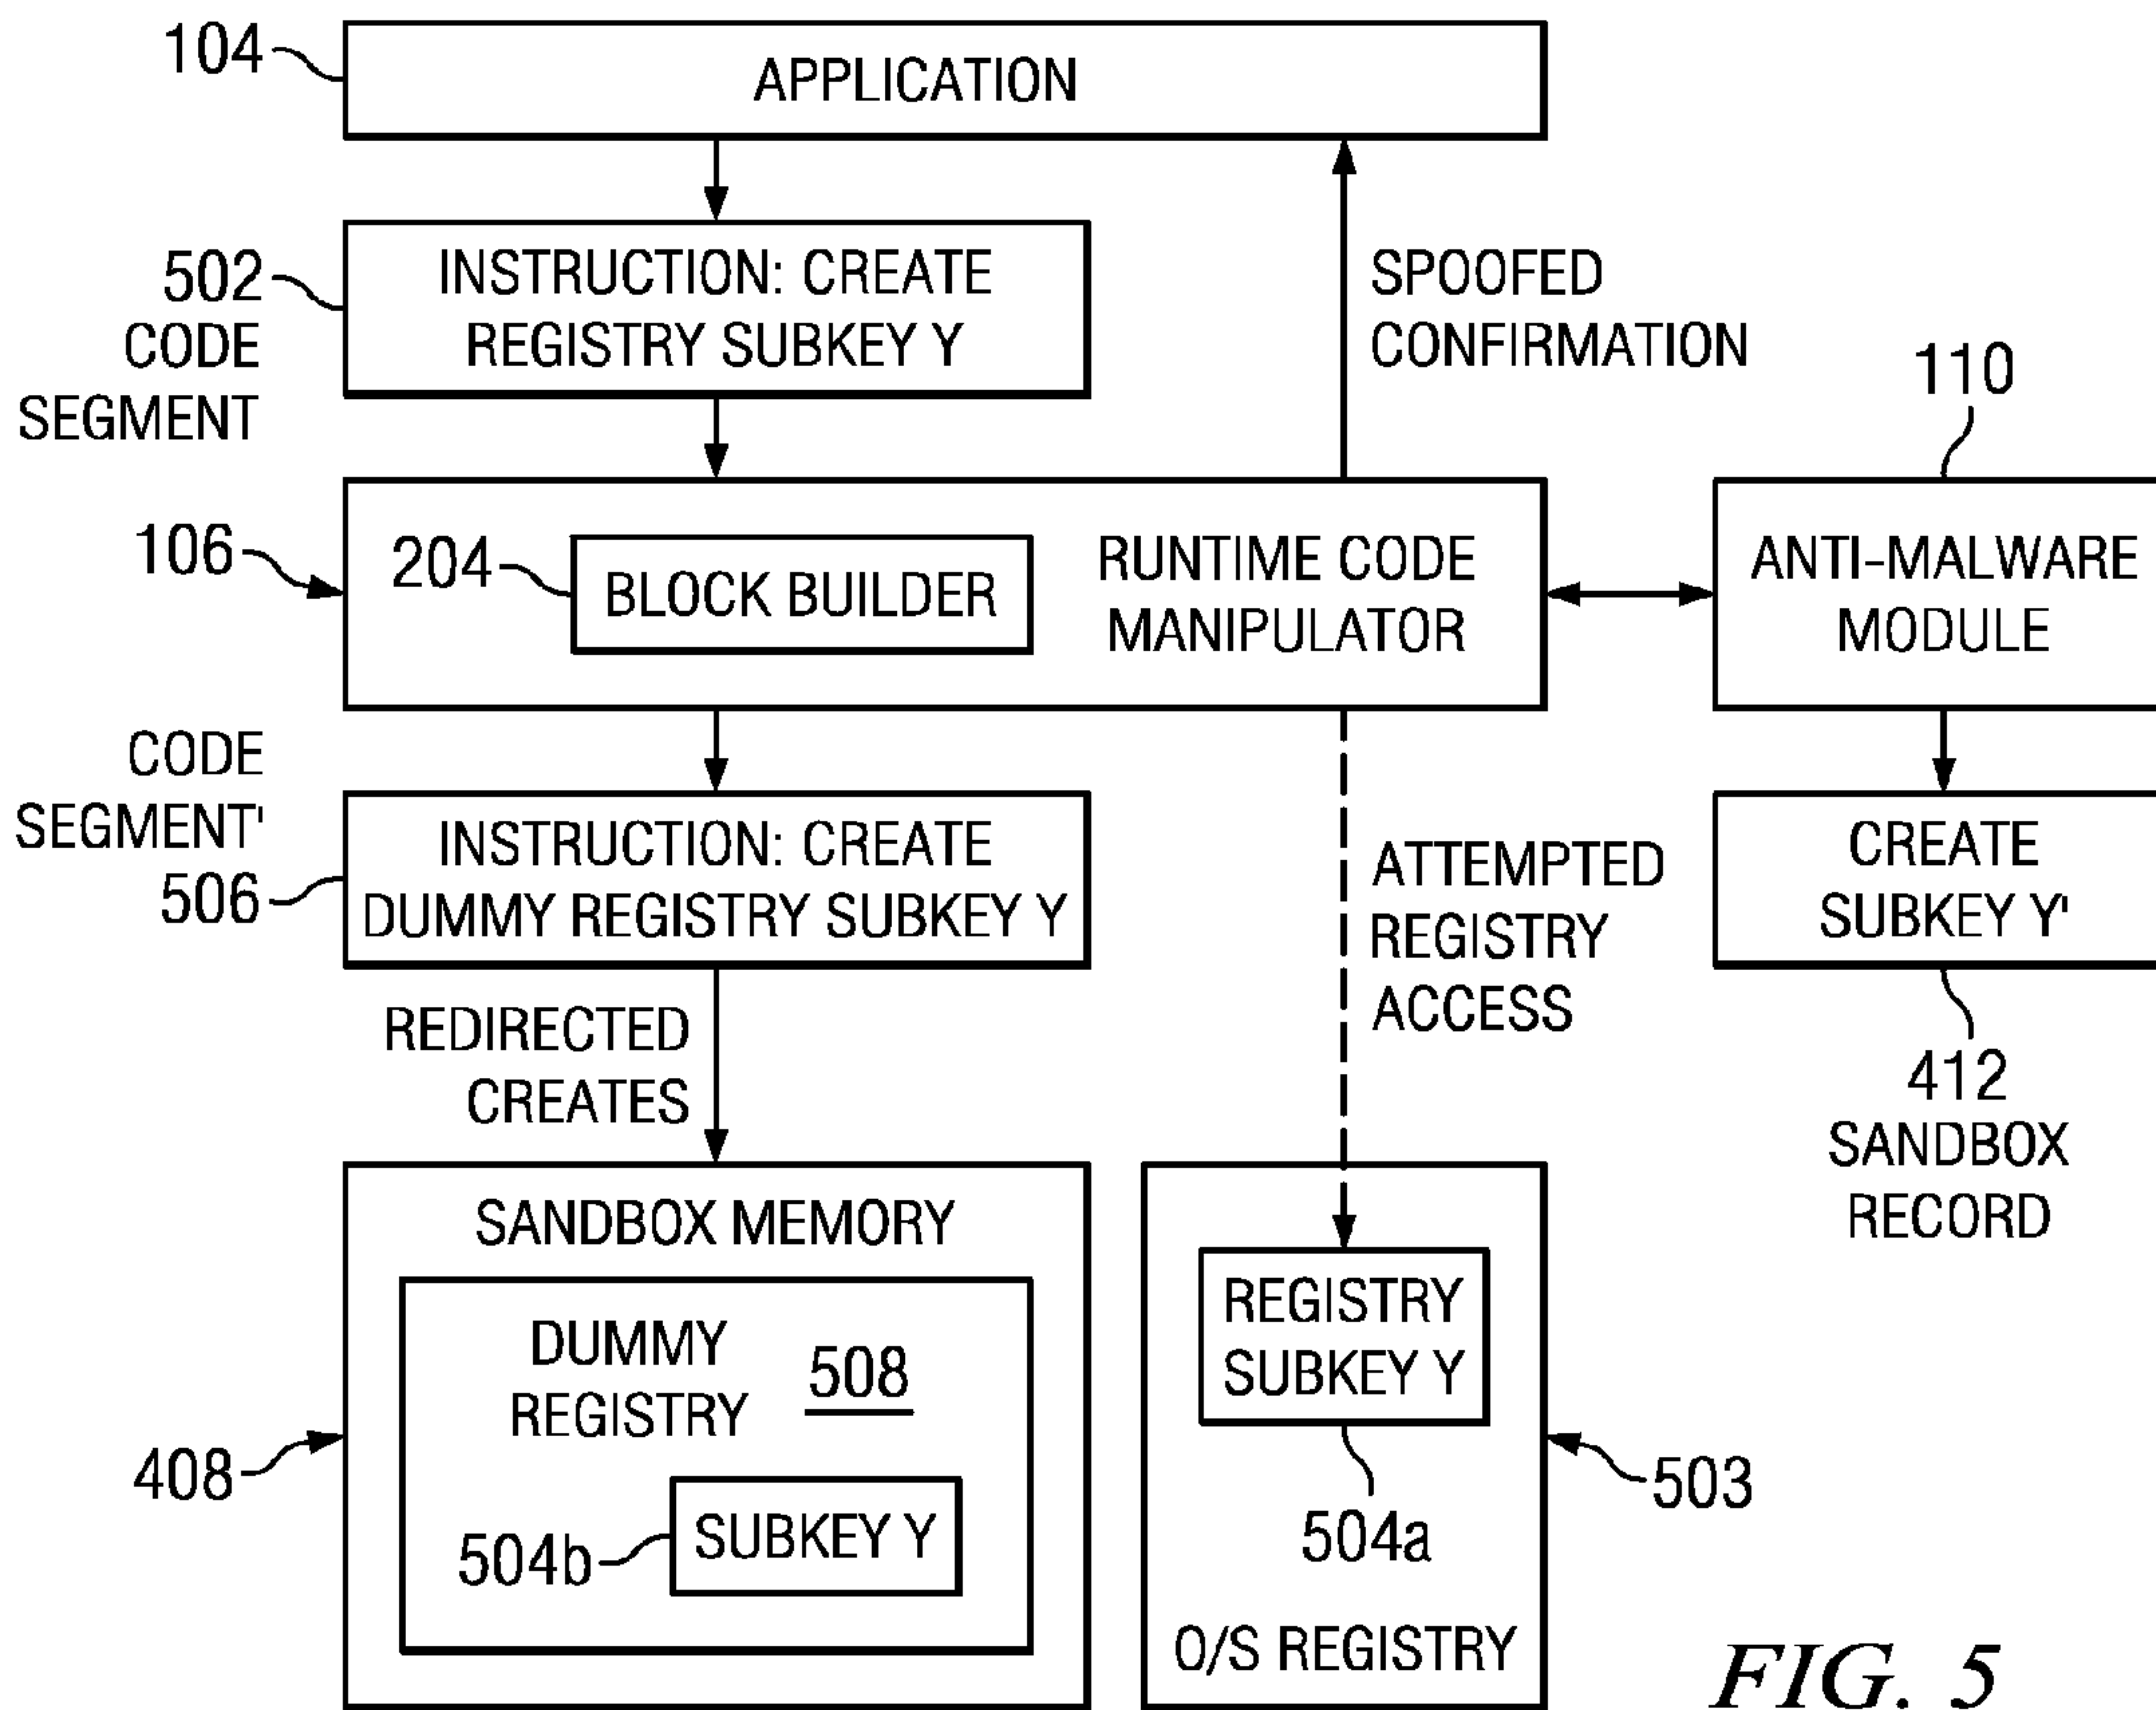 104
APPLICATION
502
CODE
SEGMENT
INSTRUCTION: CREATE
REGISTRY SUBKEY Y
SPOOFED
CONFIRMATION
110
106
204
BLOCK BUILDER
RUNTIME CODE
MANIPULATOR
ANTI-MALWARE
MODULE
CODE
SEGMENT'
506
INSTRUCTION: CREATE
DUMMY REGISTRY SUBKEY Y
ATTEMPTED
REGISTRY
ACCESS
CREATE
SUBKEY Y'
412
SANDBOX
RECORD
REDIRECTED
CREATES
SANDBOX MEMORY
DUMMY
REGISTRY
508
408
504b
SUBKEY Y
REGISTRY
SUBKEY Y
504a
503
O/S REGISTRY
FIG. 5